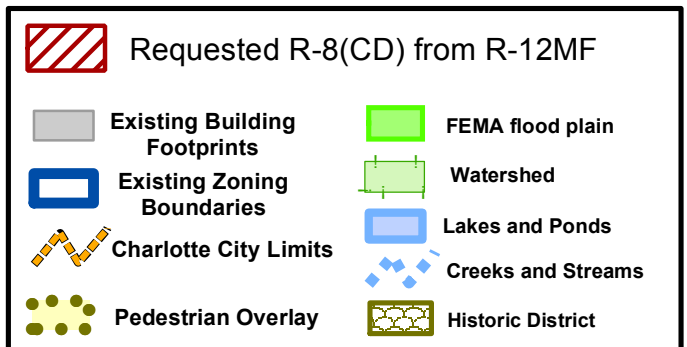 Requested R-8(CD) from R-12MF
Existing Building
Footprints
Existing Zoning
Boundaries
Charlotte City Limits
Pedestrian Overlay
FEMA flood plain
Watershed
Lakes and Ponds
Creeks and Streams
Historic District